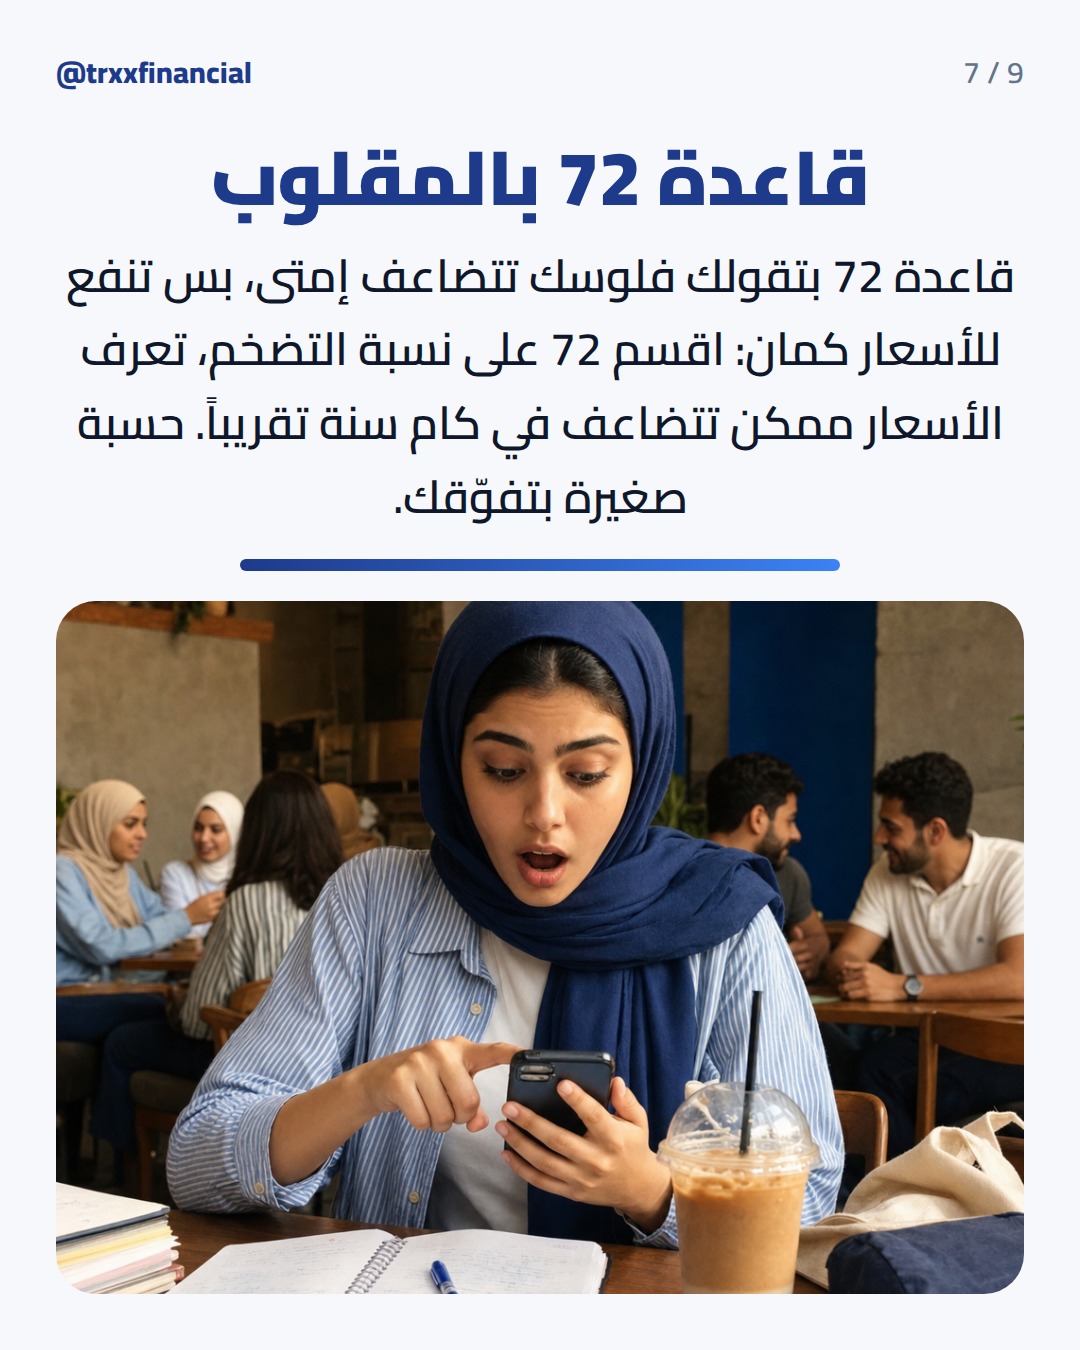 @trxxfinancial
7 / 9
قاعدة 72 بالمقلوب
قاعدة 72 بتقولك فلوسك تتضاعف إمتى، بس تنفع
للأسعار كمان: اقسم 72 على نسبة التضخم، تعرف
الأسعار ممكن تتضاعف في كام سنة تقريباً. حسبة
صغيرة بتفوّقك.